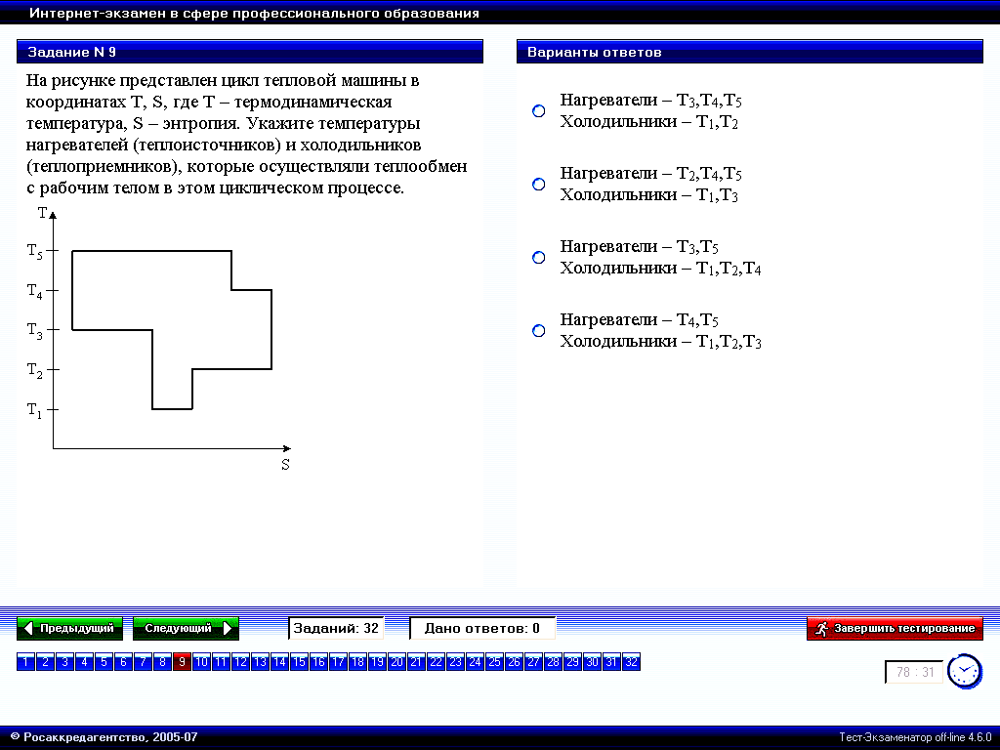 Интернет-экзамен в сфере профессионального образования
Задание N 9
На рисунке представлен цикл тепловой машины в
координатах T, S, где T – термодинамическая
температура, S – энтропия. Укажите температуры
нагревателей (теплоисточников) и холодильников
(теплоприемников), которые осуществляли теплообмен
с рабочим телом в этом циклическом процессе.
T
T5
T4
T3
T2
T1
S
Варианты ответов
Нагреватели – T3,T4,T5
Холодильники – T1,T2
Нагреватели – T2,T4,T5
Холодильники – T1,T3
Нагреватели – T3,T5
Холодильники – T1,T2,T4
Нагреватели – T4,T5
Холодильники – T1,T2,T3
Предыдущий Следующий Заданий: 32 Дано ответов: 0 Завершить тестирование
1 2 3 4 5 6 7 8 9 10 11 12 13 14 15 16 17 18 19 20 21 22 23 24 25 26 27 28 29 30 31 32
78 : 31
© Росаккредагентство, 2005-07 Тест-Экзаменатор off-line 4.6.0